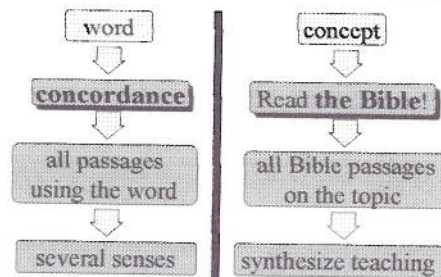 word
concordance
all passages
using the word
several senses
concept
Read the Bible!
all Bible passages
on the topic
synthesize teaching